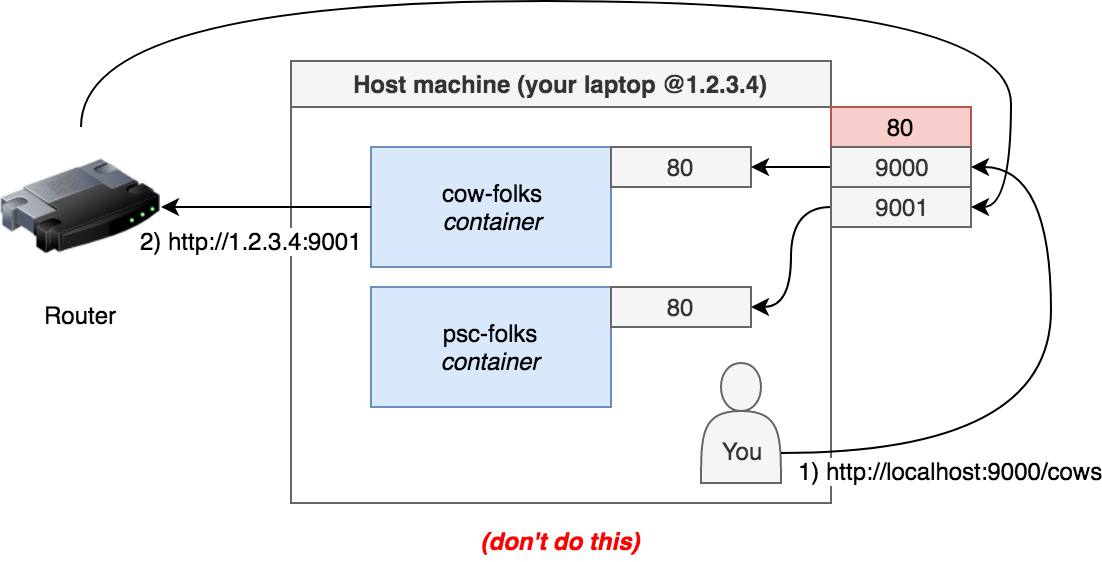 Host machine (your laptop @1.2.3.4)
80
cow-folks
container
80
9000
9001
2) http://1.2.3.4:9001
Router
psc-folks
container
80
You
1) http://localhost:9000/cows
(don't do this)